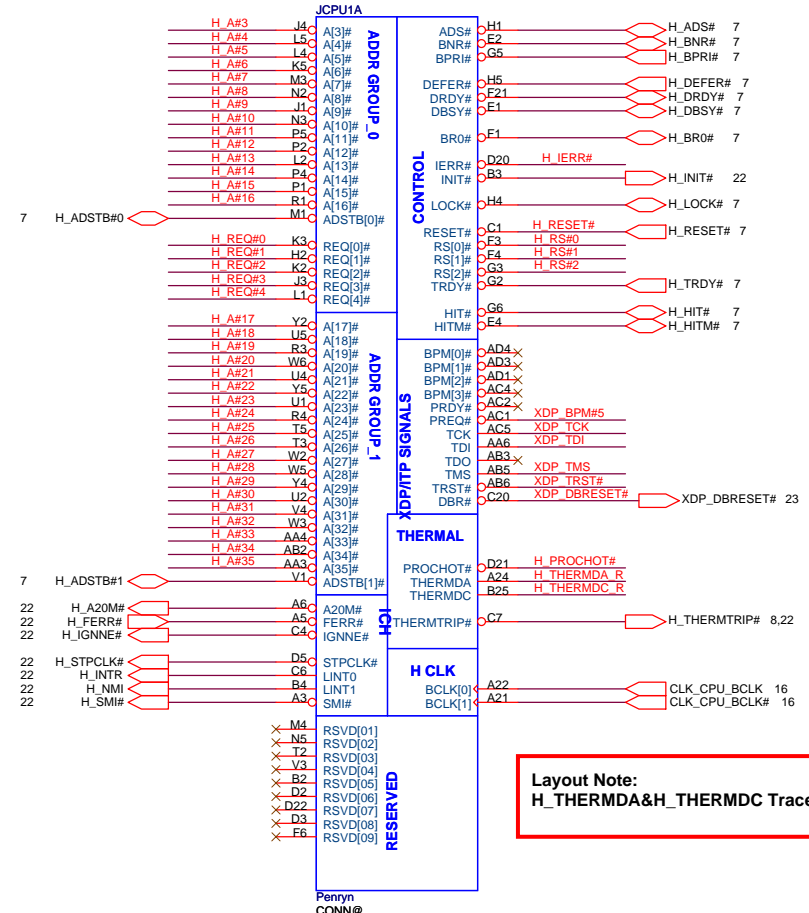 JCPU1A
H_A#3 J4 A[3]# ADS# H1 H_ADS# 7
H_A#4 L5 A[4]# BNR# E2 H_BNR# 7
H_A#5 L4 A[5]# BPRI# G5 H_BPRI# 7
H_A#6 K5 A[6]#
H_A#7 M3 A[7]# DEFER# H5 H_DEFER# 7
H_A#8 N2 A[8]# DRDY# F21 H_DRDY# 7
H_A#9 J1 A[9]# DBSY# E1 H_DBSY# 7
H_A#10 N3 A[10]#
H_A#11 P5 A[11]# BR0# F1 H_BR0# 7
H_A#12 P2 A[12]#
H_A#13 L2 A[13]# IERR# D20 H_IERR#
H_A#14 P4 A[14]# INIT# B3 H_INIT# 22
H_A#15 P1 A[15]#
H_A#16 R1 A[16]# LOCK# H4 H_LOCK# 7
7 H_ADSTB#0 M1 ADSTB[0]#
ADDR GROUP_0
CONTROL
RESET# C1 H_RESET# H_RESET# 7
H_REQ#0 K3 REQ[0]# RS[0]# F3 H_RS#0
H_REQ#1 H2 REQ[1]# RS[1]# F4 H_RS#1
H_REQ#2 K2 REQ[2]# RS[2]# G3 H_RS#2
H_REQ#3 J3 REQ[3]# TRDY# G2 H_TRDY# 7
H_REQ#4 L1 REQ[4]#
HIT# G6 H_HIT# 7
HITM# E4 H_HITM# 7
H_A#17 Y2 A[17]#
H_A#18 U5 A[18]#
H_A#19 R3 A[19]# BPM[0]# AD4
H_A#20 W6 A[20]# BPM[1]# AD3
H_A#21 U4 A[21]# BPM[2]# AD1
H_A#22 Y5 A[22]# BPM[3]# AC4
H_A#23 U1 A[23]# PRDY# AC2
H_A#24 R4 A[24]# PREQ# AC1 XDP_BPM#5
H_A#25 T5 A[25]# TCK AC5 XDP_TCK
H_A#26 T3 A[26]# TDI AA6 XDP_TDI
H_A#27 W2 A[27]# TDO AB3
H_A#28 W5 A[28]# TMS AB5 XDP_TMS
H_A#29 Y4 A[29]# TRST# AB6 XDP_TRST#
H_A#30 U2 A[30]# DBR# C20 XDP_DBRESET# XDP_DBRESET# 23
H_A#31 V4 A[31]#
H_A#32 W3 A[32]#
H_A#33 AA4 A[33]#
H_A#34 AB2 A[34]#
H_A#35 AA3 A[35]#
7 H_ADSTB#1 V1 ADSTB[1]#
ADDR GROUP_1
XDP/ITP SIGNALS
THERMAL
PROCHOT# D21 H_PROCHOT#
THERMDA A24 H_THERMDA_R
THERMDC B25 H_THERMDC_R
22 H_A20M# A6 A20M#
22 H_FERR# A5 FERR# THERMTRIP# C7 H_THERMTRIP# 8,22
22 H_IGNNE# C4 IGNNE#
ICH
22 H_STPCLK# D5 STPCLK#
22 H_INTR C6 LINT0
22 H_NMI B4 LINT1
22 H_SMI# A3 SMI#
H CLK
BCLK[0] A22 CLK_CPU_BCLK 16
BCLK[1] A21 CLK_CPU_BCLK# 16
M4 RSVD[01]
N5 RSVD[02]
T2 RSVD[03]
V3 RSVD[04]
B2 RSVD[05]
D2 RSVD[06]
D22 RSVD[07]
D3 RSVD[08]
F6 RSVD[09]
RESERVED
Layout Note:
H_THERMDA&H_THERMDC Trace
Penryn
CONN@